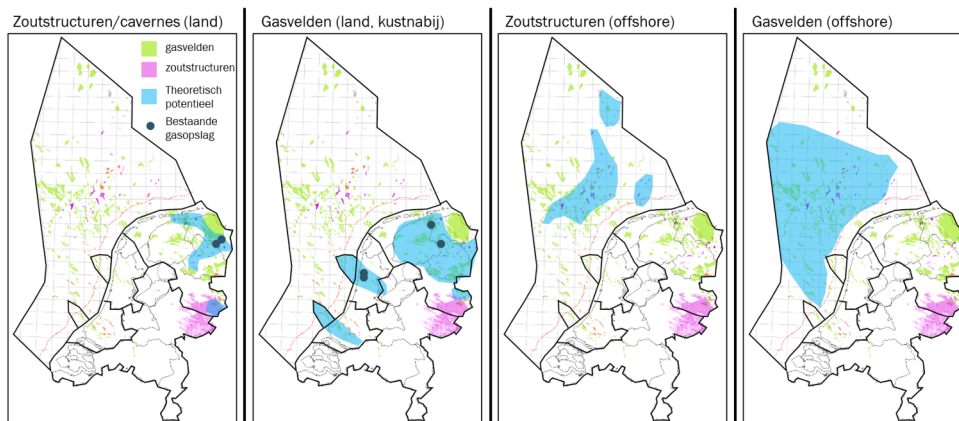 Zoutstructuren/cavernes (land)
Gasvelden (land, kustnabij)
Zoutstructuren (offshore)
Gasvelden (offshore)
gasvelden
zoutstructuren
Theoretisch
potentieel
Bestaande
gasopslag